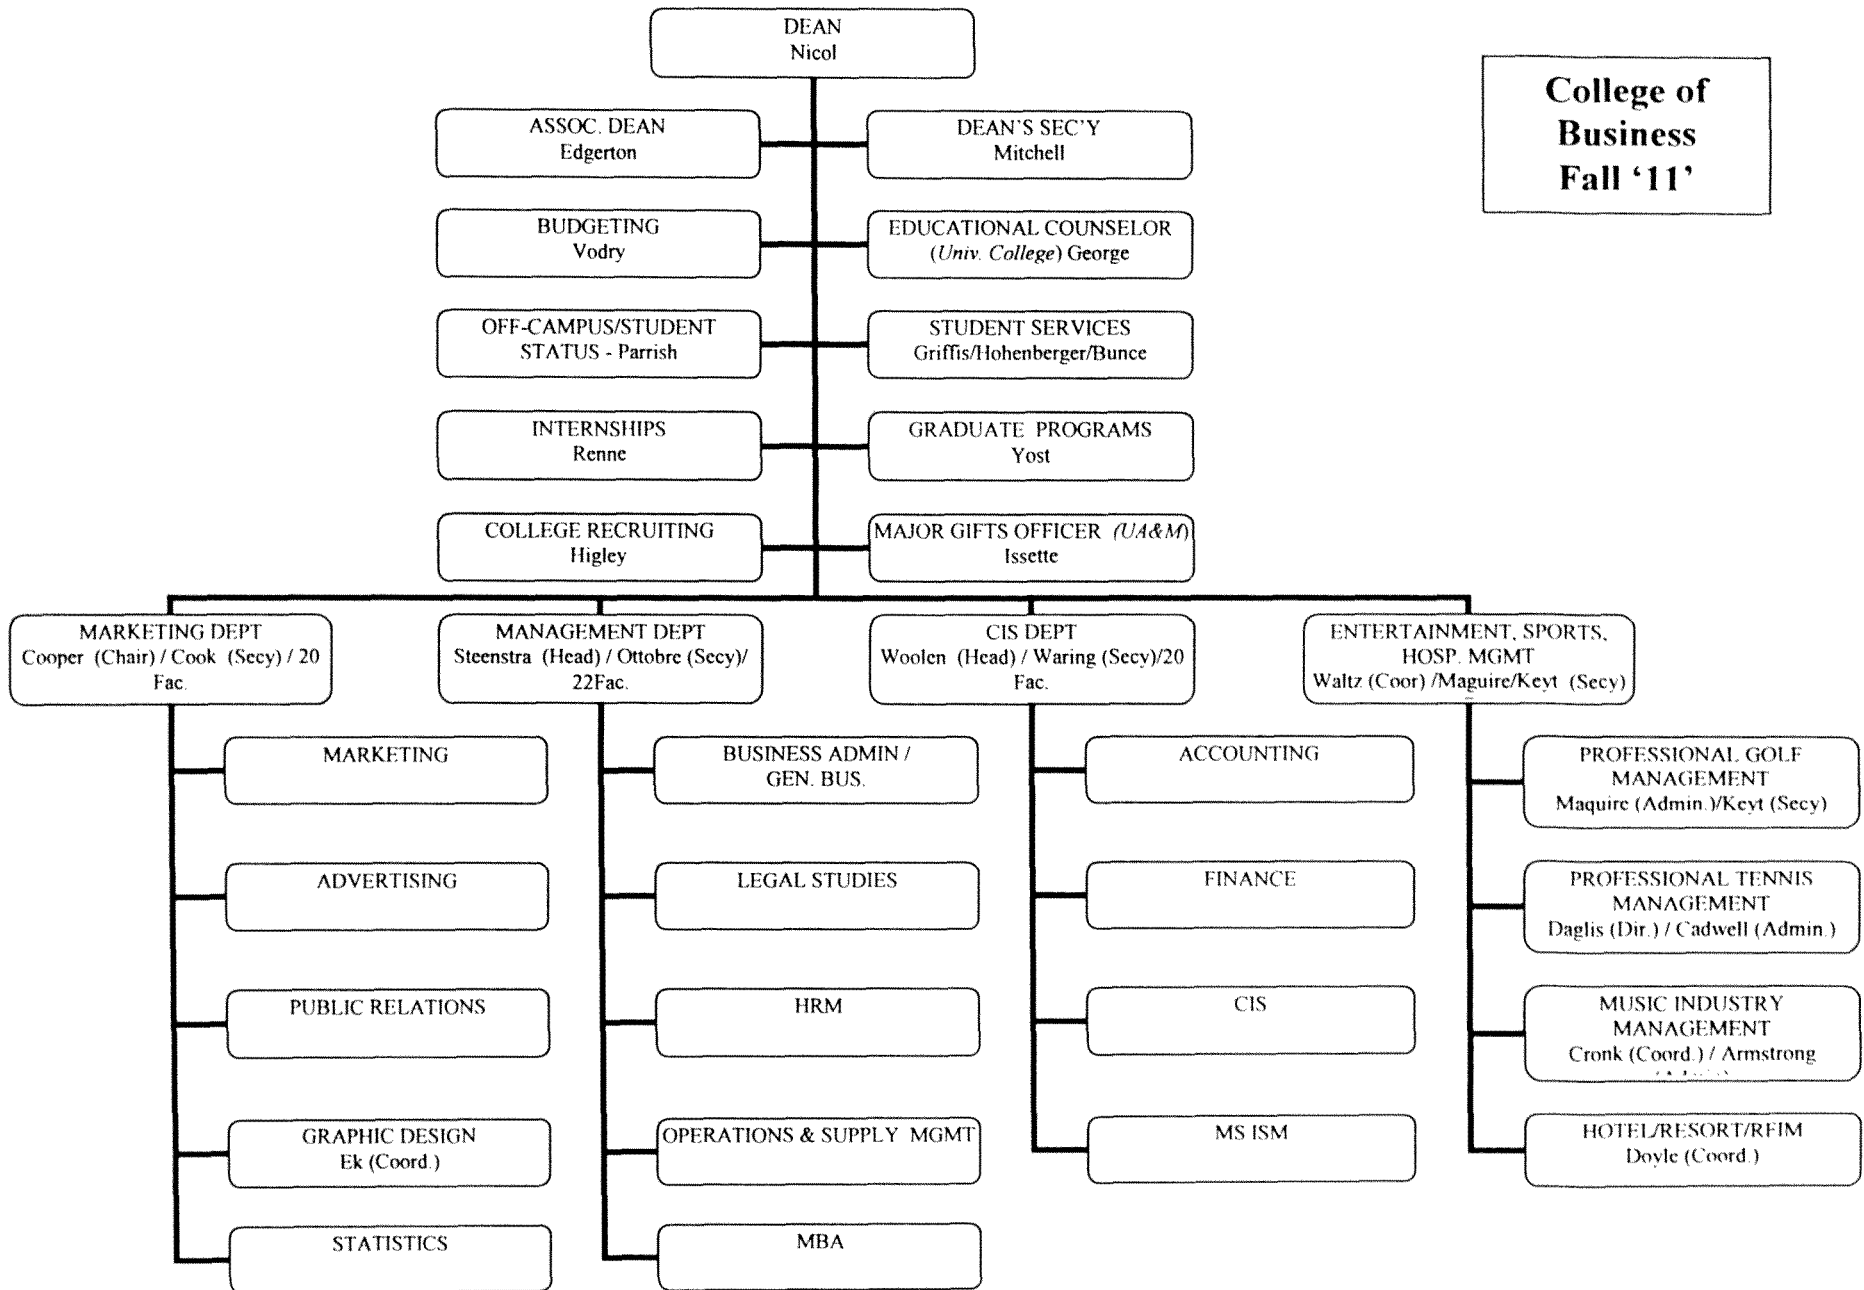 DEAN
Nicol
College of
Business
Fall ‘11’
ASSOC. DEAN
Edgerton
DEAN’S SEC’Y
Mitchell
BUDGETING
Vodry
EDUCATIONAL COUNSELOR
(Univ. College) George
OFF-CAMPUS/STUDENT
STATUS - Parrish
STUDENT SERVICES
Griffis/Hohenberger/Bunce
INTERNSHIPS
Renne
GRADUATE PROGRAMS
Yost
COLLEGE RECRUITING
Higley
MAJOR GIFTS OFFICER (UA&M)
Issette
MARKETING DEPT
Cooper (Chair) / Cook (Secy) / 20
Fac.
MANAGEMENT DEPT
Steenstra (Head) / Ottobre (Secy)/
22Fac.
CIS DEPT
Woolen (Head) / Waring (Secy)/20
Fac.
ENTERTAINMENT, SPORTS,
HOSP. MGMT
Waltz (Coor) /Maguire/Keyt (Secy)
MARKETING
BUSINESS ADMIN /
GEN. BUS.
ACCOUNTING
PROFESSIONAL GOLF
MANAGEMENT
Maquire (Admin.)/Keyt (Secy)
ADVERTISING
LEGAL STUDIES
FINANCE
PROFESSIONAL TENNIS
MANAGEMENT
Daglis (Dir.) / Cadwell (Admin.)
PUBLIC RELATIONS
HRM
CIS
MUSIC INDUSTRY
MANAGEMENT
Cronk (Coord.) / Armstrong
GRAPHIC DESIGN
Ek (Coord.)
OPERATIONS & SUPPLY MGMT
MS ISM
HOTEL/RESORT/RFIM
Doyle (Coord.)
STATISTICS
MBA